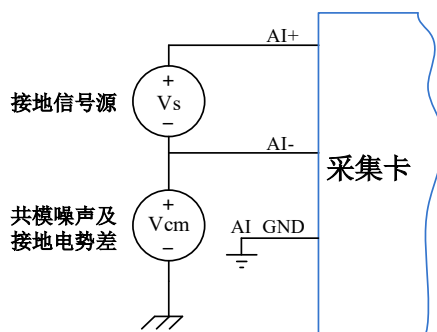 AI+
+
接地信号源
Vs
−
AI-
采集卡
+
共模噪声及
接地电势差
Vcm
−
AI GND